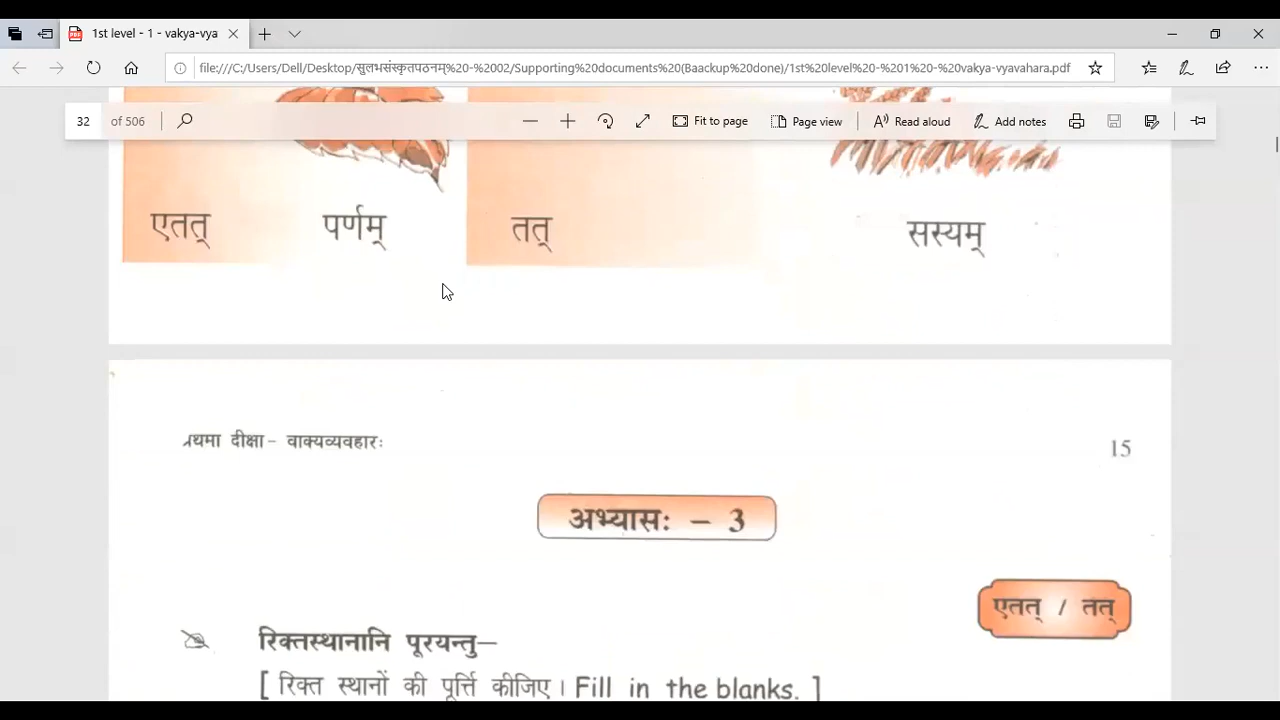 1st level - 1 - vakya-vya
file:///C:/Users/Dell/Desktop/सुलभसंस्कृतपठनम्%20-%2002/Supporting%20documents%20(Baackup%20done)/1st%20level%20-%201%20-%20vakya-vyavahara.pdf
32 of 506 Fit to page Page view Read aloud Add notes
एतत् पर्णम् तत् सस्यम्
दीक्षा - वाक्यव्यवहारः 15
अभ्यासः - 3
एतत् / तत्
रिक्तस्थानानि पूरयन्तु—
[ रिक्त स्थानों की पूर्त्ति कीजिए । Fill in the blanks. ]